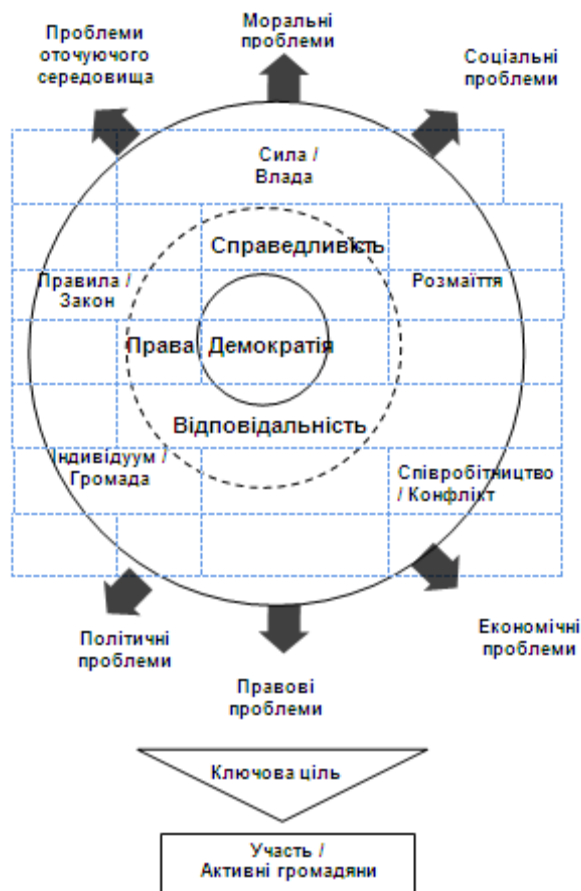 Проблеми
оточуючого
середовища
Моральні
проблеми
Соціальні
проблеми
Сила /
Влада
Справедливість
Правила /
Закон
Розмаїття
Права
Демократія
Відповідальність
Індивідуум /
Громада
Співробітництво
/ Конфлікт
Політичні
проблеми
Правові
проблеми
Економічні
проблеми
Ключова ціль
Участь /
Активні громадяни